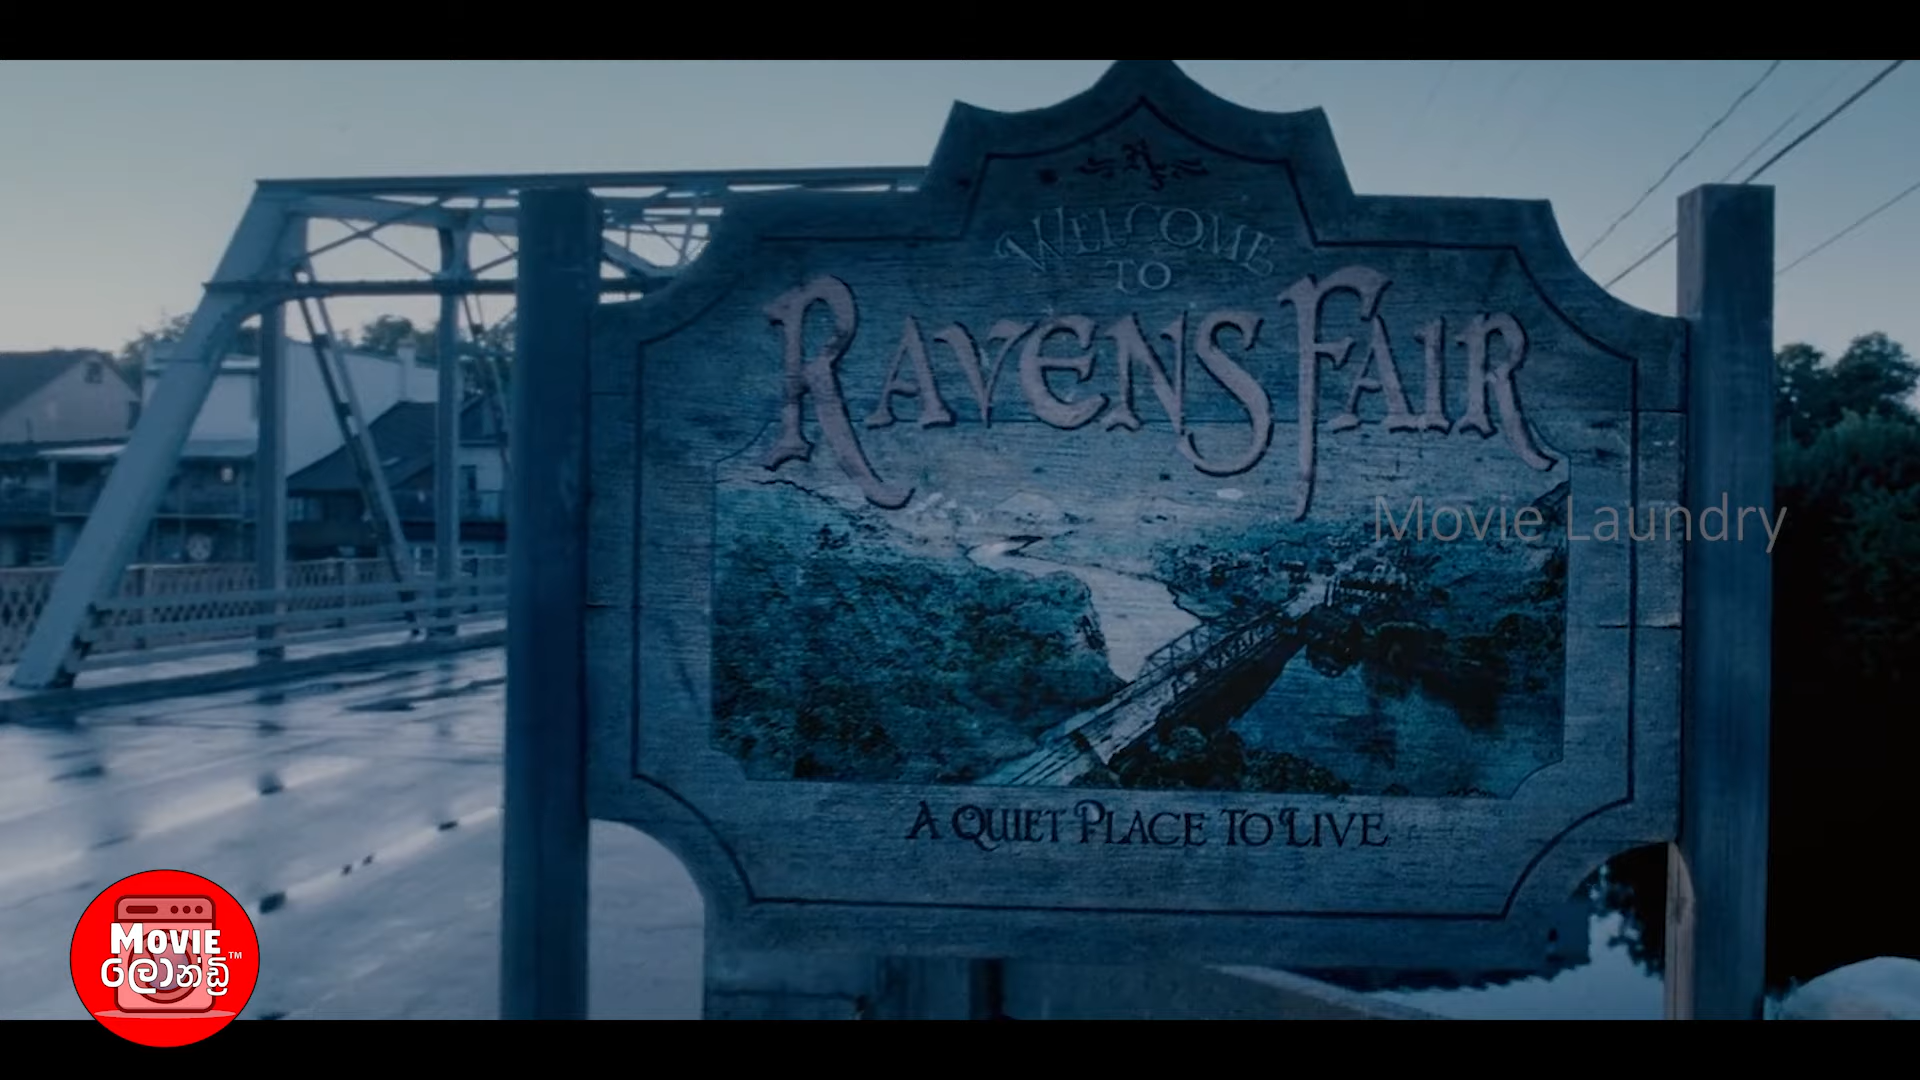 WELCOME
TO
RAVENS FAIR
Movie Laundry
A QUIET PLACE TO LIVE
MOVIE
ලොන්ඩ්‍රි™